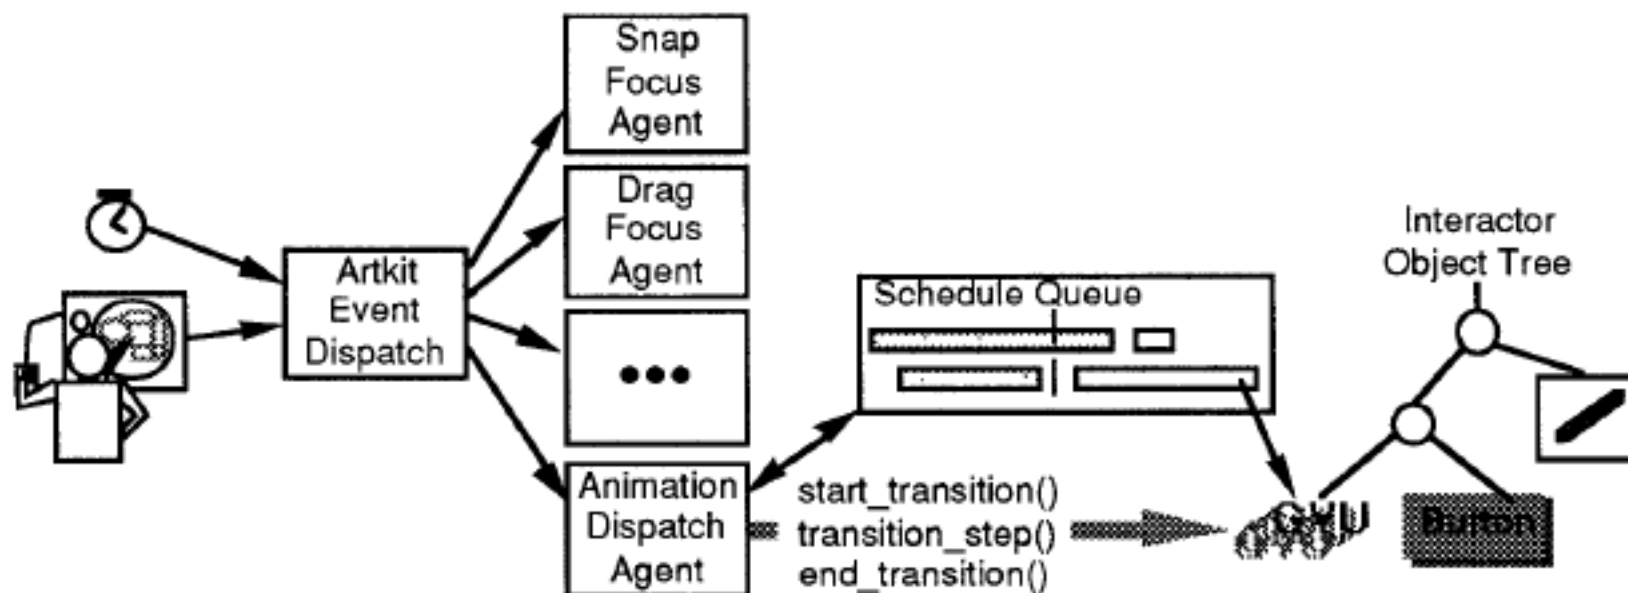 Snap
Focus
Agent
Drag
Focus
Agent
Artkit
Event
Dispatch
Interactor
Object Tree
Schedule Queue
Animation
Dispatch
Agent
start_transition()
transition_step()
end_transition()
GVU
Button